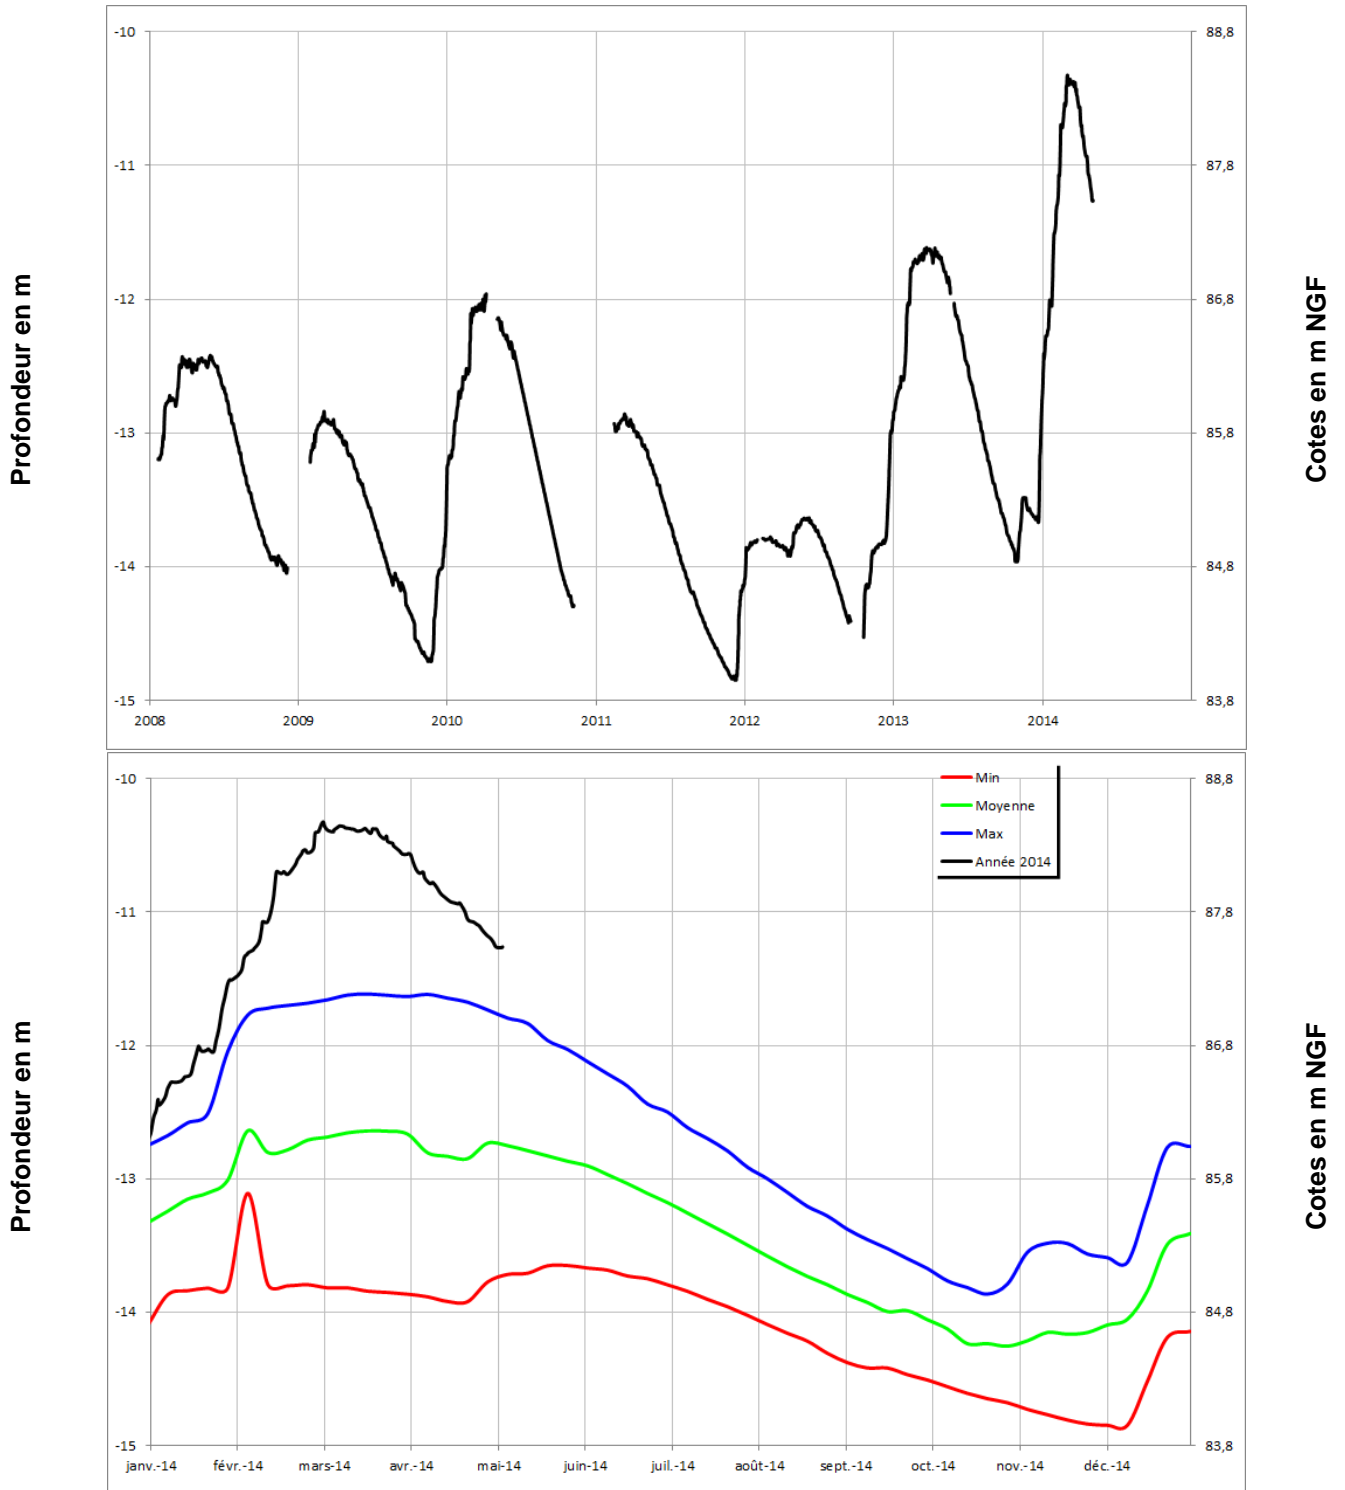 Profondeur en m
-10
-11
-12
-13
-14
-15
2008
2009
2010
2011
2012
2013
2014
88,8
87,8
86,8
85,8
84,8
83,8
Cotes en m NGF
Profondeur en m
-10
-11
-12
-13
-14
-15
Min
Moyenne
Max
Année 2014
janv.-14
févr.-14
mars-14
avr.-14
mai-14
juin-14
juil.-14
août-14
sept.-14
oct.-14
nov.-14
déc.-14
88,8
87,8
86,8
85,8
84,8
83,8
Cotes en m NGF